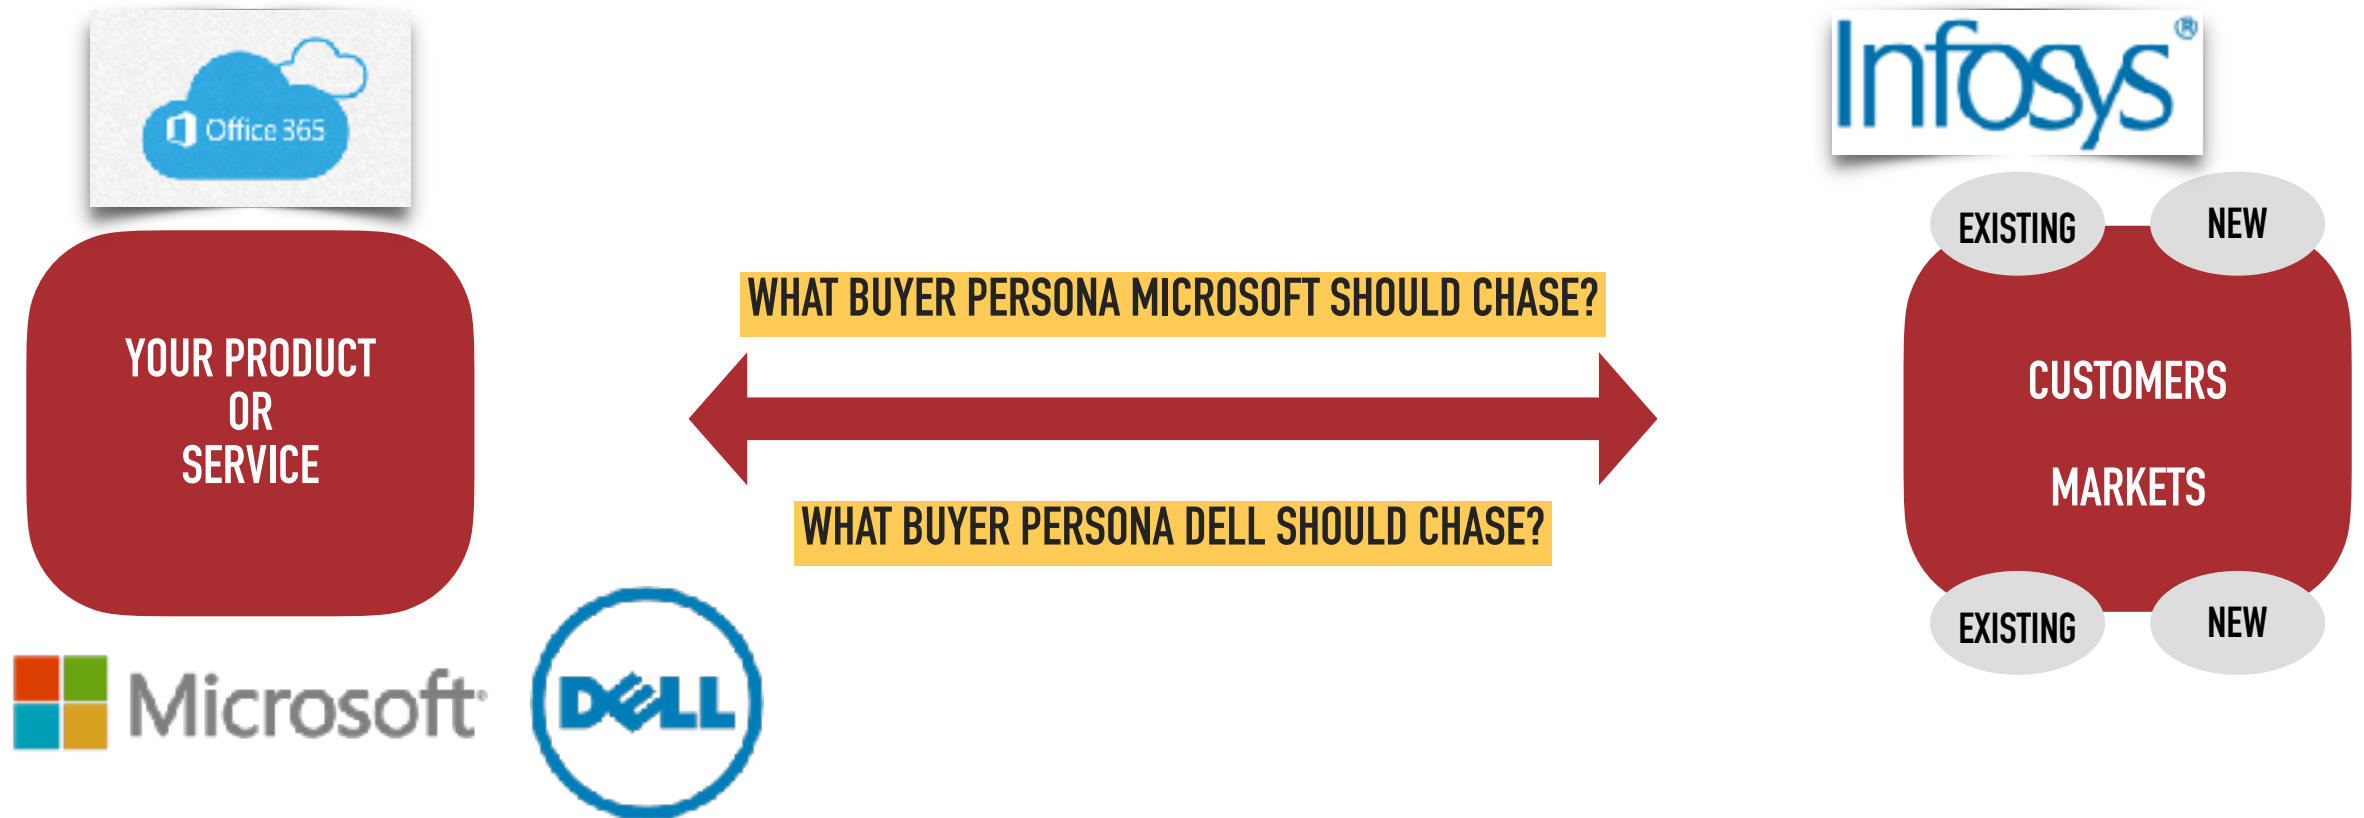 Office 365
Infosys®
EXISTING
NEW
YOUR PRODUCT
OR
SERVICE
WHAT BUYER PERSONA MICROSOFT SHOULD CHASE?
WHAT BUYER PERSONA DELL SHOULD CHASE?
CUSTOMERS
MARKETS
EXISTING
NEW
Microsoft
DELL